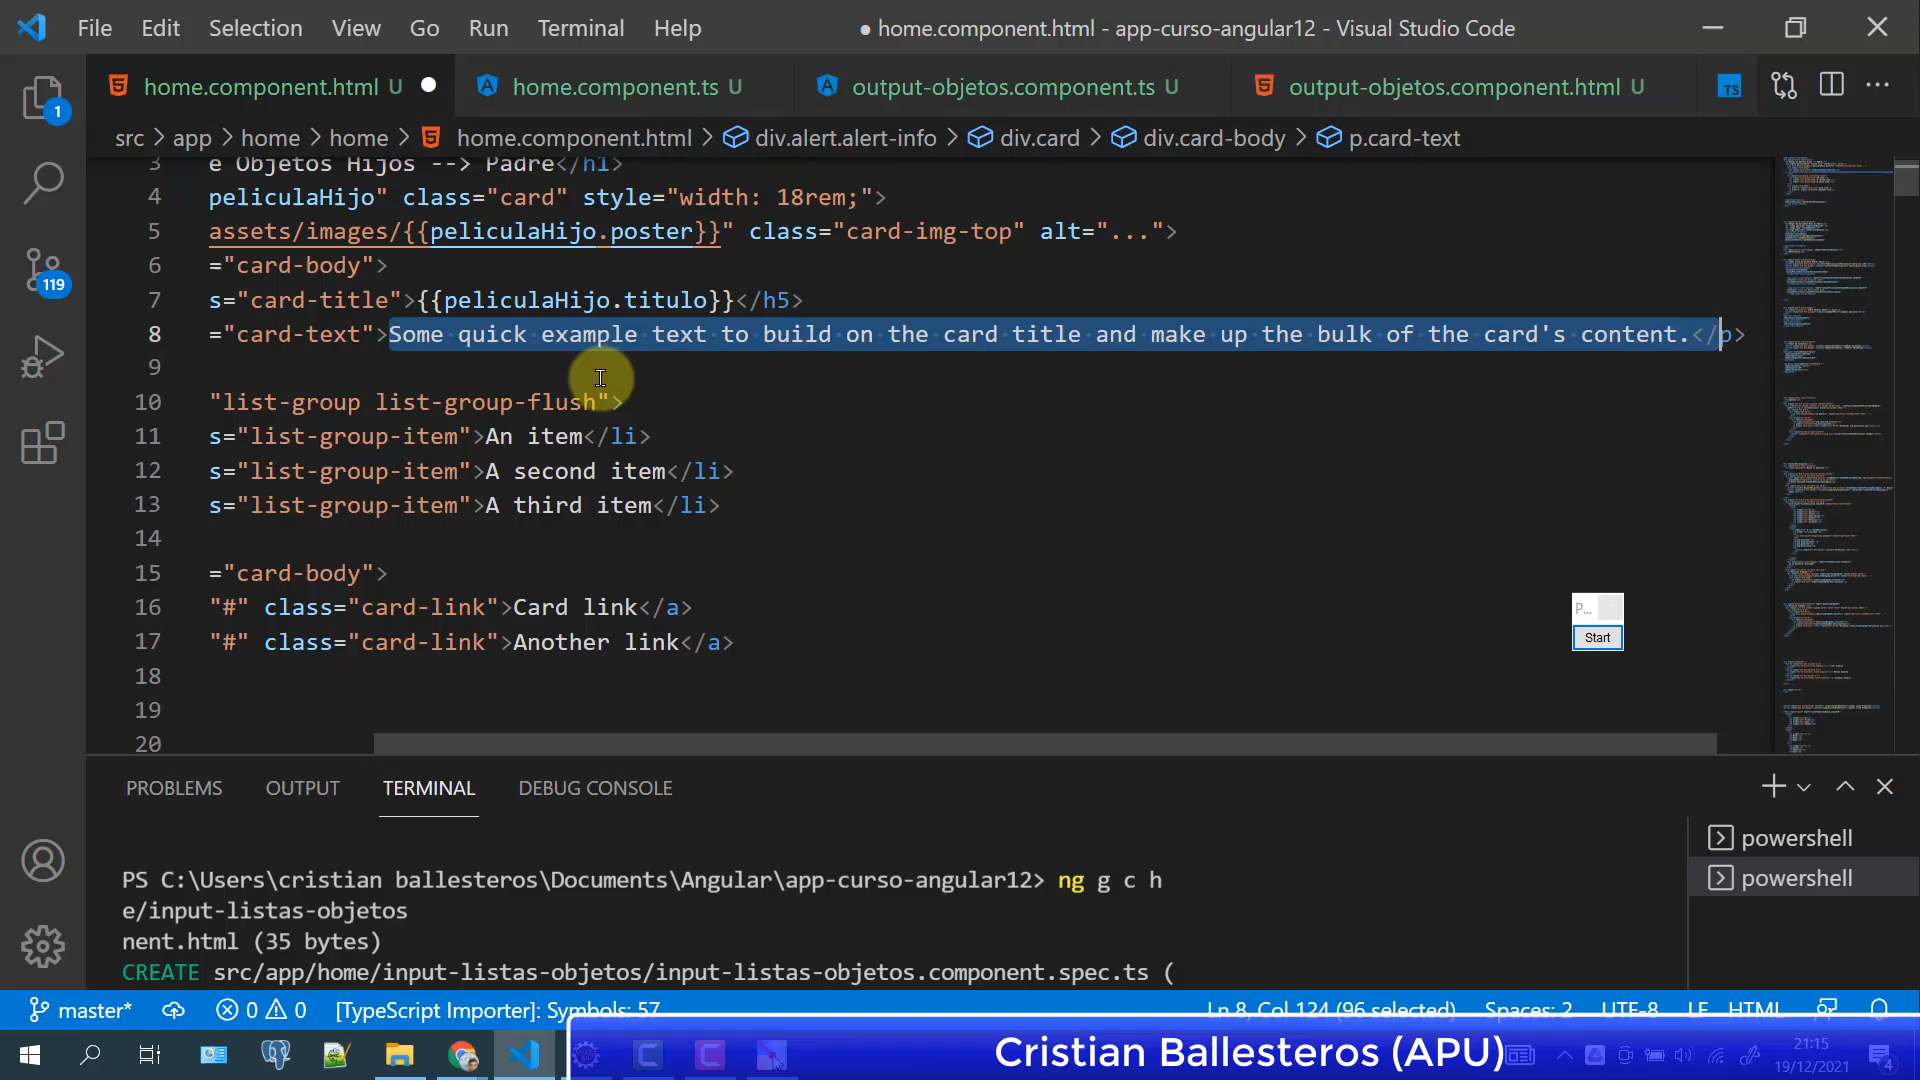 File Edit Selection View Go Run Terminal Help
● home.component.html - app-curso-angular12 - Visual Studio Code
home.component.html U
home.component.ts U
output-objetos.component.ts U
output-objetos.component.html U
TS
src > app > home > home > home.component.html > div.alert.alert-info > div.card > div.card-body > p.card-text
3 e Objetos Hijos --> Padre</h1>
4 peliculaHijo" class="card" style="width: 18rem;">
5 assets/images/{{peliculaHijo.poster}}" class="card-img-top" alt="...">
6 ="card-body">
7 s="card-title">{{peliculaHijo.titulo}}</h5>
8 ="card-text">Some quick example text to build on the card title and make up the bulk of the card's content.</p>
9
10 "list-group list-group-flush">
11 s="list-group-item">An item</li>
12 s="list-group-item">A second item</li>
13 s="list-group-item">A third item</li>
14
15 ="card-body">
16 "#" class="card-link">Card link</a>
17 "#" class="card-link">Another link</a>
18
19
20
1
119
P...
Start
PROBLEMS OUTPUT TERMINAL DEBUG CONSOLE
powershell
powershell
PS C:\Users\cristian ballesteros\Documents\Angular\app-curso-angular12> ng g c h
e/input-listas-objetos
nent.html (35 bytes)
CREATE src/app/home/input-listas-objetos/input-listas-objetos.component.spec.ts (
master* 0 0 [TypeScript Importer]: Symbols: 57
Ln 8, Col 124 (96 selected) Spaces: 2 UTF-8 LF HTML
Cristian Ballesteros (APU)
21:15
19/12/2021
4